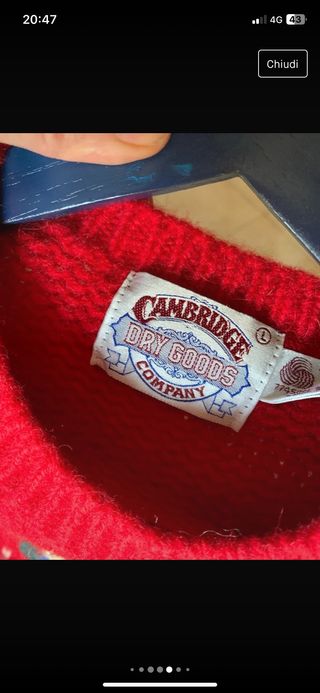 20:47
4G 43
Chiudi
CAMBRIDGE
L
DRY GOODS
COMPANY